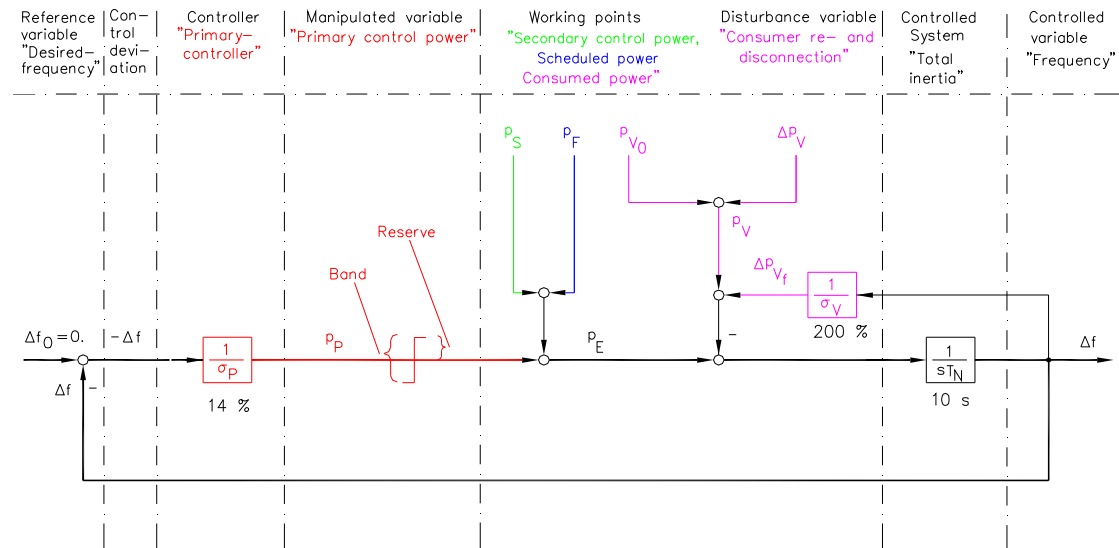 Reference
variable
"Desired-
frequency"
Con-
trol
devi-
ation
Controller
"Primary-
controller"
Manipulated variable
"Primary control power"
Working points
"Secondary control power,
Scheduled power
Consumed power"
Disturbance variable
"Consumer re- and
disconnection"
Controlled
System
"Total
inertia"
Controlled
variable
"Frequency"
p_S
p_F
p_V_0
Δp_V
Reserve
p_V
Band
Δp_V_f
1
σ_V
200 %
Δf_0=0.
-Δf
p_P
p_E
-
Δf
1
σ_P
1
sT_N
Δf
-
14 %
10 s